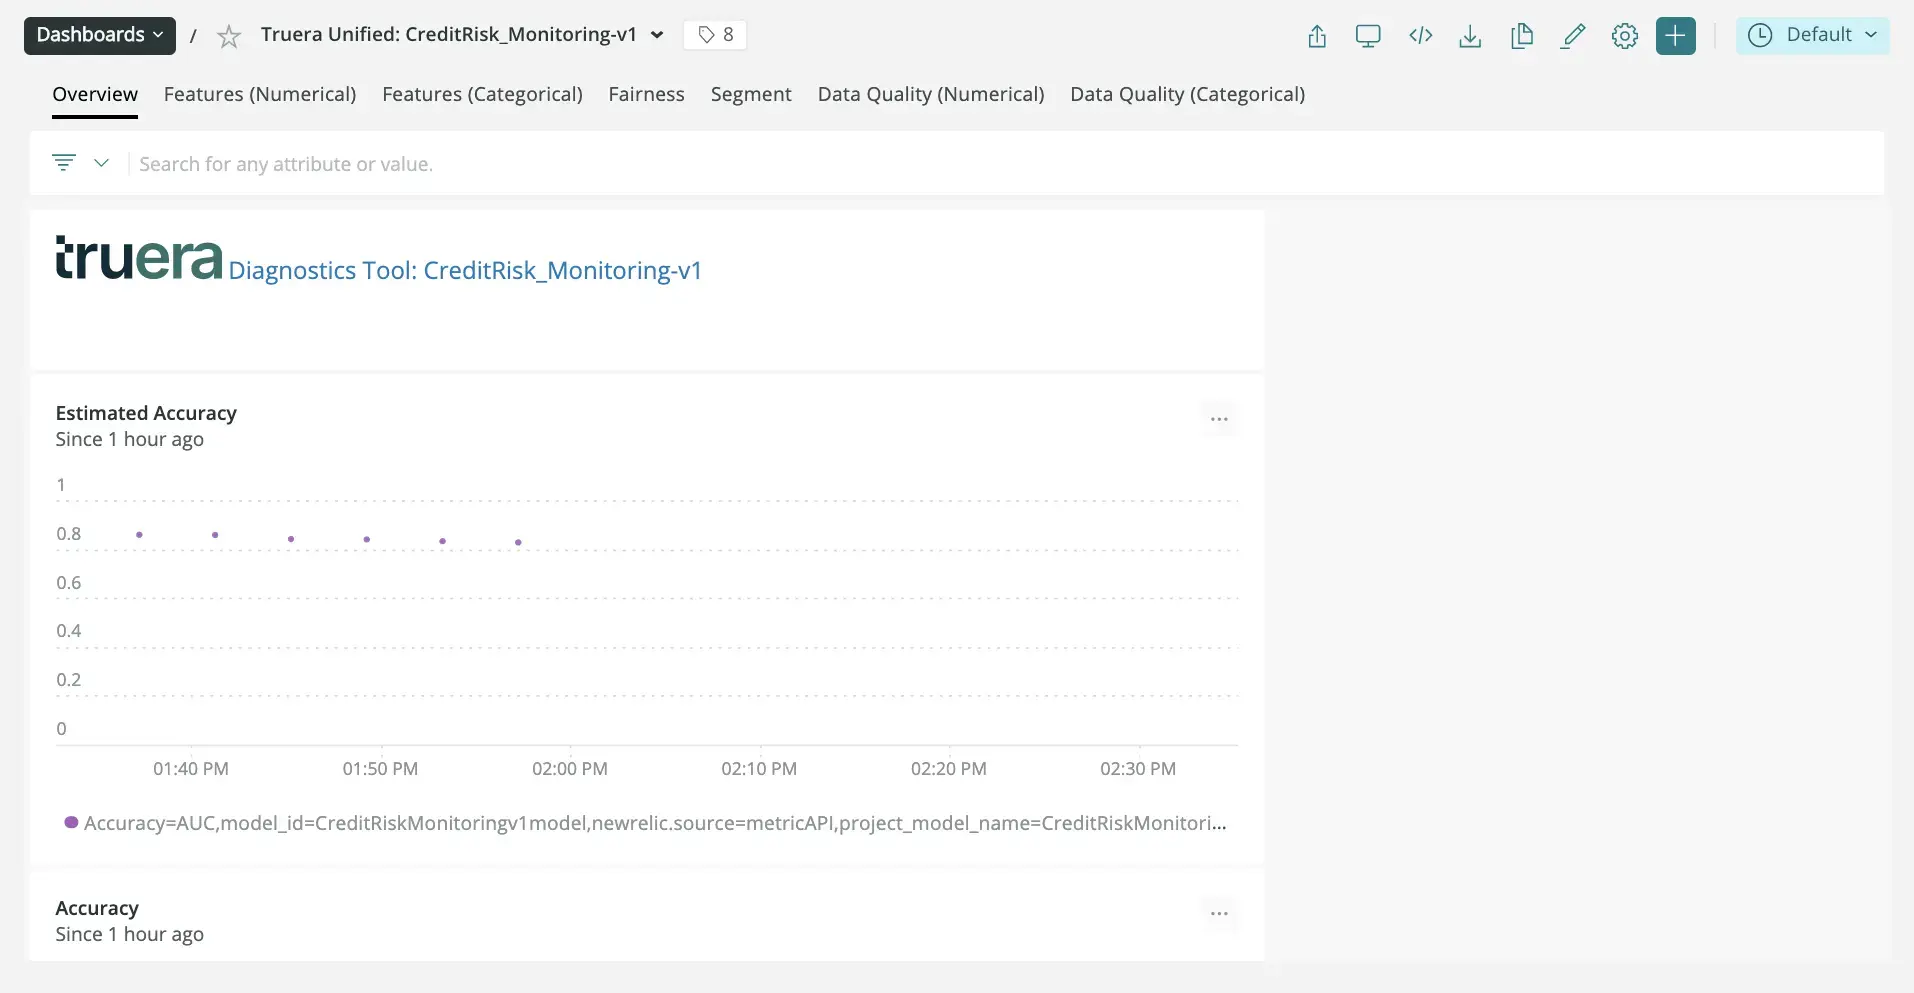 Dashboards / Truera Unified: CreditRisk_Monitoring-v1 8 Default
Overview Features (Numerical) Features (Categorical) Fairness Segment Data Quality (Numerical) Data Quality (Categorical)
Search for any attribute or value.
truera Diagnostics Tool: CreditRisk_Monitoring-v1
Estimated Accuracy
Since 1 hour ago
1
0.8
0.6
0.4
0.2
0
01:40 PM 01:50 PM 02:00 PM 02:10 PM 02:20 PM 02:30 PM
Accuracy=AUC,model_id=CreditRiskMonitoringv1model,newrelic.source=metricAPI,project_model_name=CreditRiskMonitori...
Accuracy
Since 1 hour ago